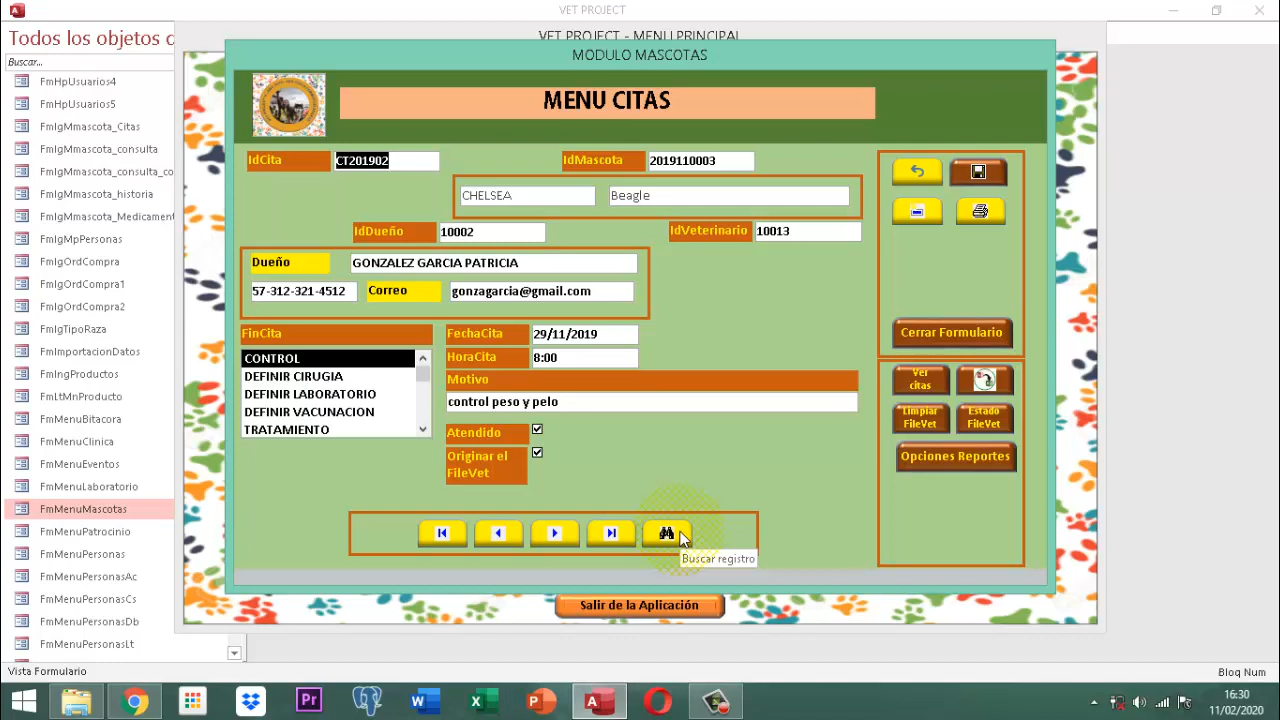 VET PROJECT
Todos los objetos d
Buscar...
FmHpUsuarios4
FmHpUsuarios5
FmIgMmascota_Citas
FmIgMmascota_consulta
FmIgMmascota_consulta_co
FmIgMmascota_historia
FmIgMmascota_Medicament
FmIgMpPersonas
FmIgOrdCompra
FmIgOrdCompra1
FmIgOrdCompra2
FmIgTipoRaza
FmImportacionDatos
FmIngProductos
FmLtMnProducto
FmMenuBitacora
FmMenuClinica
FmMenuEventos
FmMenuLaboratorio
FmMenuMascotas
FmMenuPatrocinio
FmMenuPersonas
FmMenuPersonasAc
FmMenuPersonasCs
FmMenuPersonasDb
FmMenuPersonasLt
VET PROJECT - MENU PRINCIPAL
MODULO MASCOTAS
MENU CITAS
IdCita CT201902 IdMascota 2019110003
CHELSEA Beagle
IdDueño 10002 IdVeterinario 10013
Dueño GONZALEZ GARCIA PATRICIA
57-312-321-4512 Correo gonzagarcia@gmail.com
FinCita
CONTROL
DEFINIR CIRUGIA
DEFINIR LABORATORIO
DEFINIR VACUNACION
TRATAMIENTO
FechaCita 29/11/2019
HoraCita 8:00
Motivo
control peso y pelo
Atendido
Originar el
FileVet
Buscar registro
Cerrar Formulario
Ver
citas
Limpiar
FileVet
Estado
FileVet
Opciones Reportes
Salir de la Aplicación
Vista Formulario
Bloq Num
Pr
W
X
P
A
16:30
11/02/2020